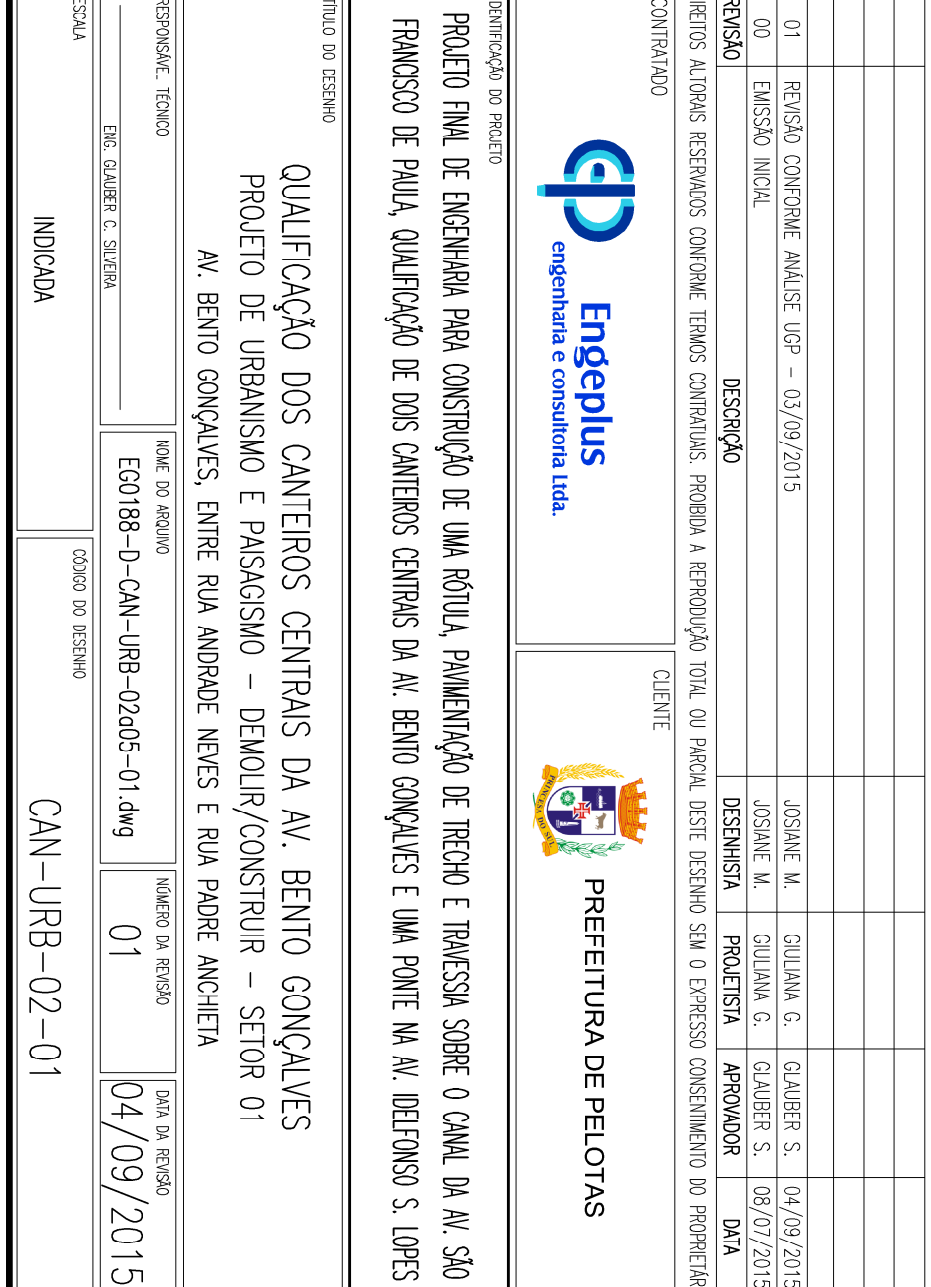 01 REVISÃO CONFORME ANÁLISE UGP - 03/09/2015 JOSIANE M. GIULIANA G. GLAUBER S. 04/09/2015
00 EMISSÃO INICIAL JOSIANE M. GIULIANA G. GLAUBER S. 08/07/2015
REVISÃO DESCRIÇÃO DESENHISTA PROJETISTA APROVADOR DATA
IREITOS AUTORAIS RESERVADOS CONFORME TERMOS CONTRATUAIS. PROIBIDA A REPRODUÇÃO TOTAL OU PARCIAL DESTE DESENHO SEM O EXPRESSO CONSENTIMENTO DO PROPRIETÁR
CONTRATADO
Engeplus
engenharia e consultoria Ltda.
CLIENTE
PRINCESA DO SUL
PREFEITURA DE PELOTAS
DENTIFICAÇÃO DO PROJETO
PROJETO FINAL DE ENGENHARIA PARA CONSTRUÇÃO DE UMA RÓTULA, PAVIMENTAÇÃO DE TRECHO E TRAVESSIA SOBRE O CANAL DA AV. SÃO
FRANCISCO DE PAULA, QUALIFICAÇÃO DE DOIS CANTEIROS CENTRAIS DA AV. BENTO GONÇALVES E UMA PONTE NA AV. IDELFONSO S. LOPES
TÍTULO DO DESENHO
QUALIFICAÇÃO DOS CANTEIROS CENTRAIS DA AV. BENTO GONÇALVES
PROJETO DE URBANISMO E PAISAGISMO - DEMOLIR/CONSTRUIR - SETOR 01
AV. BENTO GONÇALVES, ENTRE RUA ANDRADE NEVES E RUA PADRE ANCHIETA
RESPONSÁVEL TÉCNICO
ENG. GLAUBER C. SILVEIRA
NOME DO ARQUIVO
EG0188-D-CAN-URB-02a05-01.dwg
NÚMERO DA REVISÃO
01
DATA DA REVISÃO
04/09/2015
ESCALA
INDICADA
CÓDIGO DO DESENHO
CAN-URB-02-01